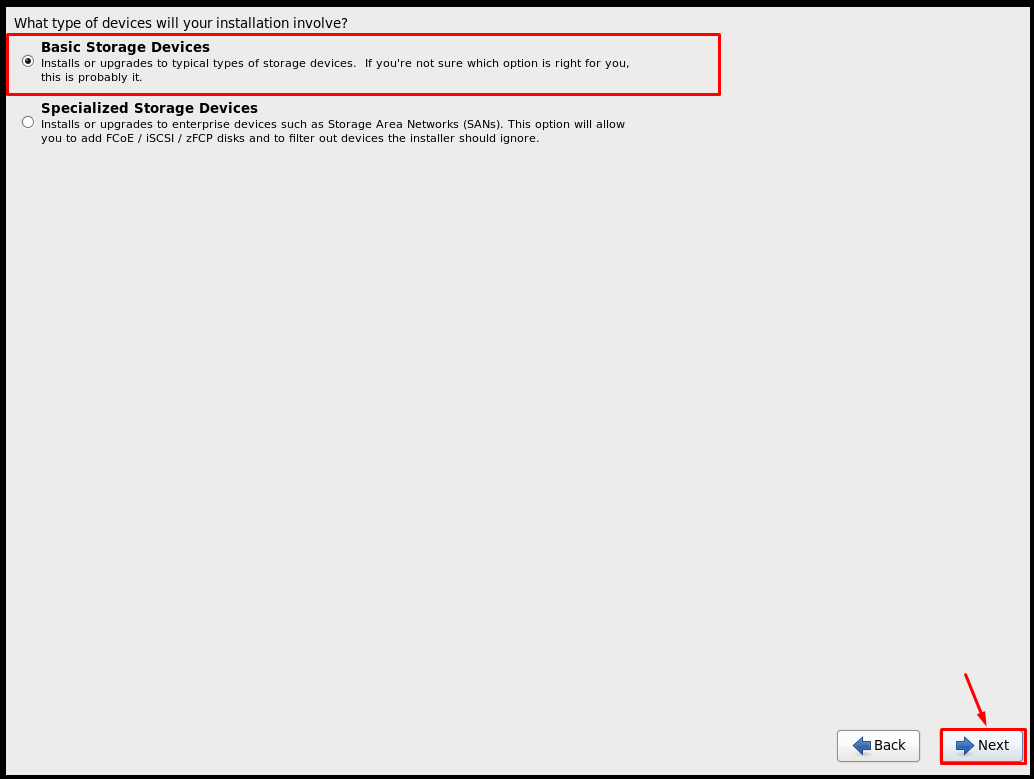 What type of devices will your installation involve?
Basic Storage Devices
Installs or upgrades to typical types of storage devices.  If you're not sure which option is right for you,
this is probably it.
Specialized Storage Devices
Installs or upgrades to enterprise devices such as Storage Area Networks (SANs). This option will allow
you to add FCoE / iSCSI / zFCP disks and to filter out devices the installer should ignore.
Back
Next